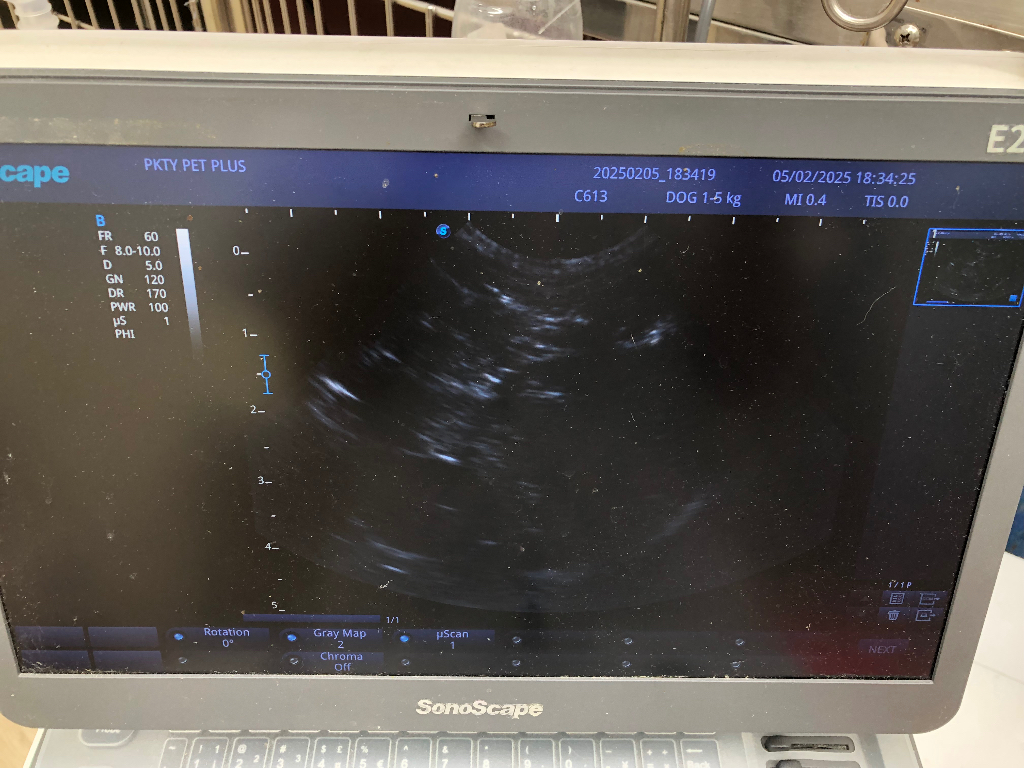 E2
cape
PKTY PET PLUS
20250205_183419
05/02/2025 18:34:25
C613
DOG 1-5 kg
MI 0.4
TIS 0.0
B
FR 60
F 8.0-10.0
D 5.0
GN 120
DR 170
PWR 100
µS 1
PHI
S
0
1
2
3
4
5
1/1
1/1P
Rotation
0°
Gray Map
2
µScan
1
Chroma
Off
NEXT
SonoScape